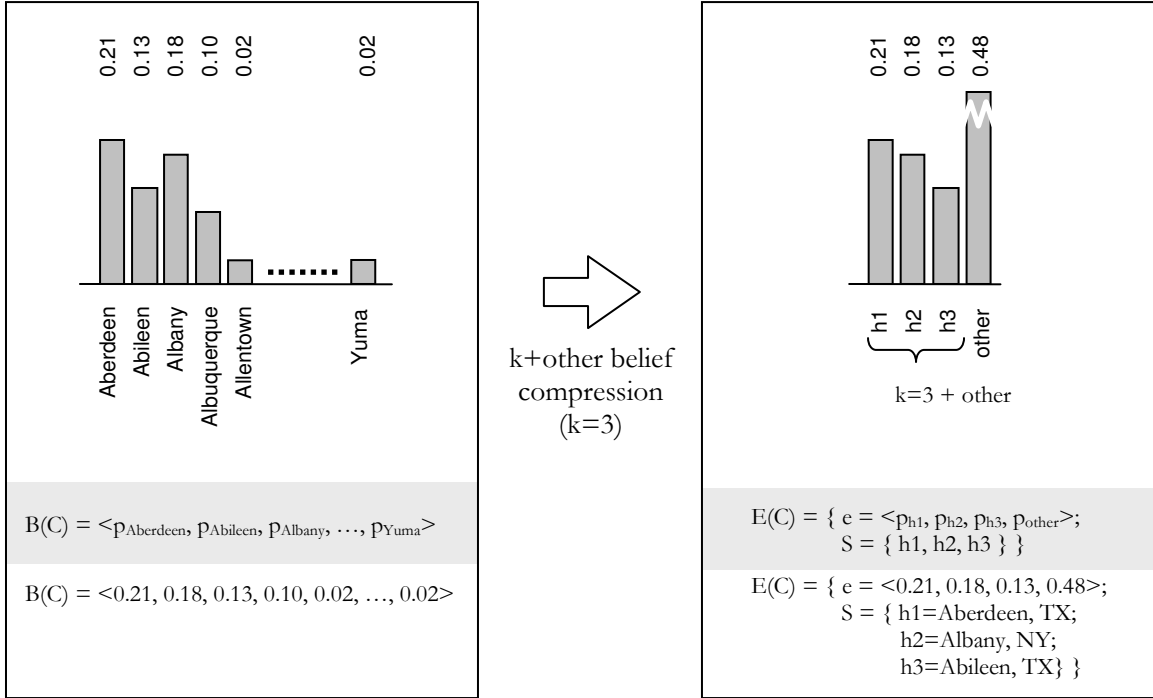 0.21 0.13 0.18 0.10 0.02 0.02
Aberdeen Abileen Albany Albuquerque Allentown Yuma
B(C) = <pAberdeen, pAbileen, pAlbany, …, pYuma>
B(C) = <0.21, 0.18, 0.13, 0.10, 0.02, …, 0.02>
k+other belief
compression
(k=3)
0.21 0.18 0.13 0.48
h1 h2 h3 other
k=3 + other
E(C) = { e = <ph1, ph2, ph3, pother>;
S = { h1, h2, h3 } }
E(C) = { e = <0.21, 0.18, 0.13, 0.48>;
S = { h1=Aberdeen, TX;
h2=Albany, NY;
h3=Abileen, TX} }